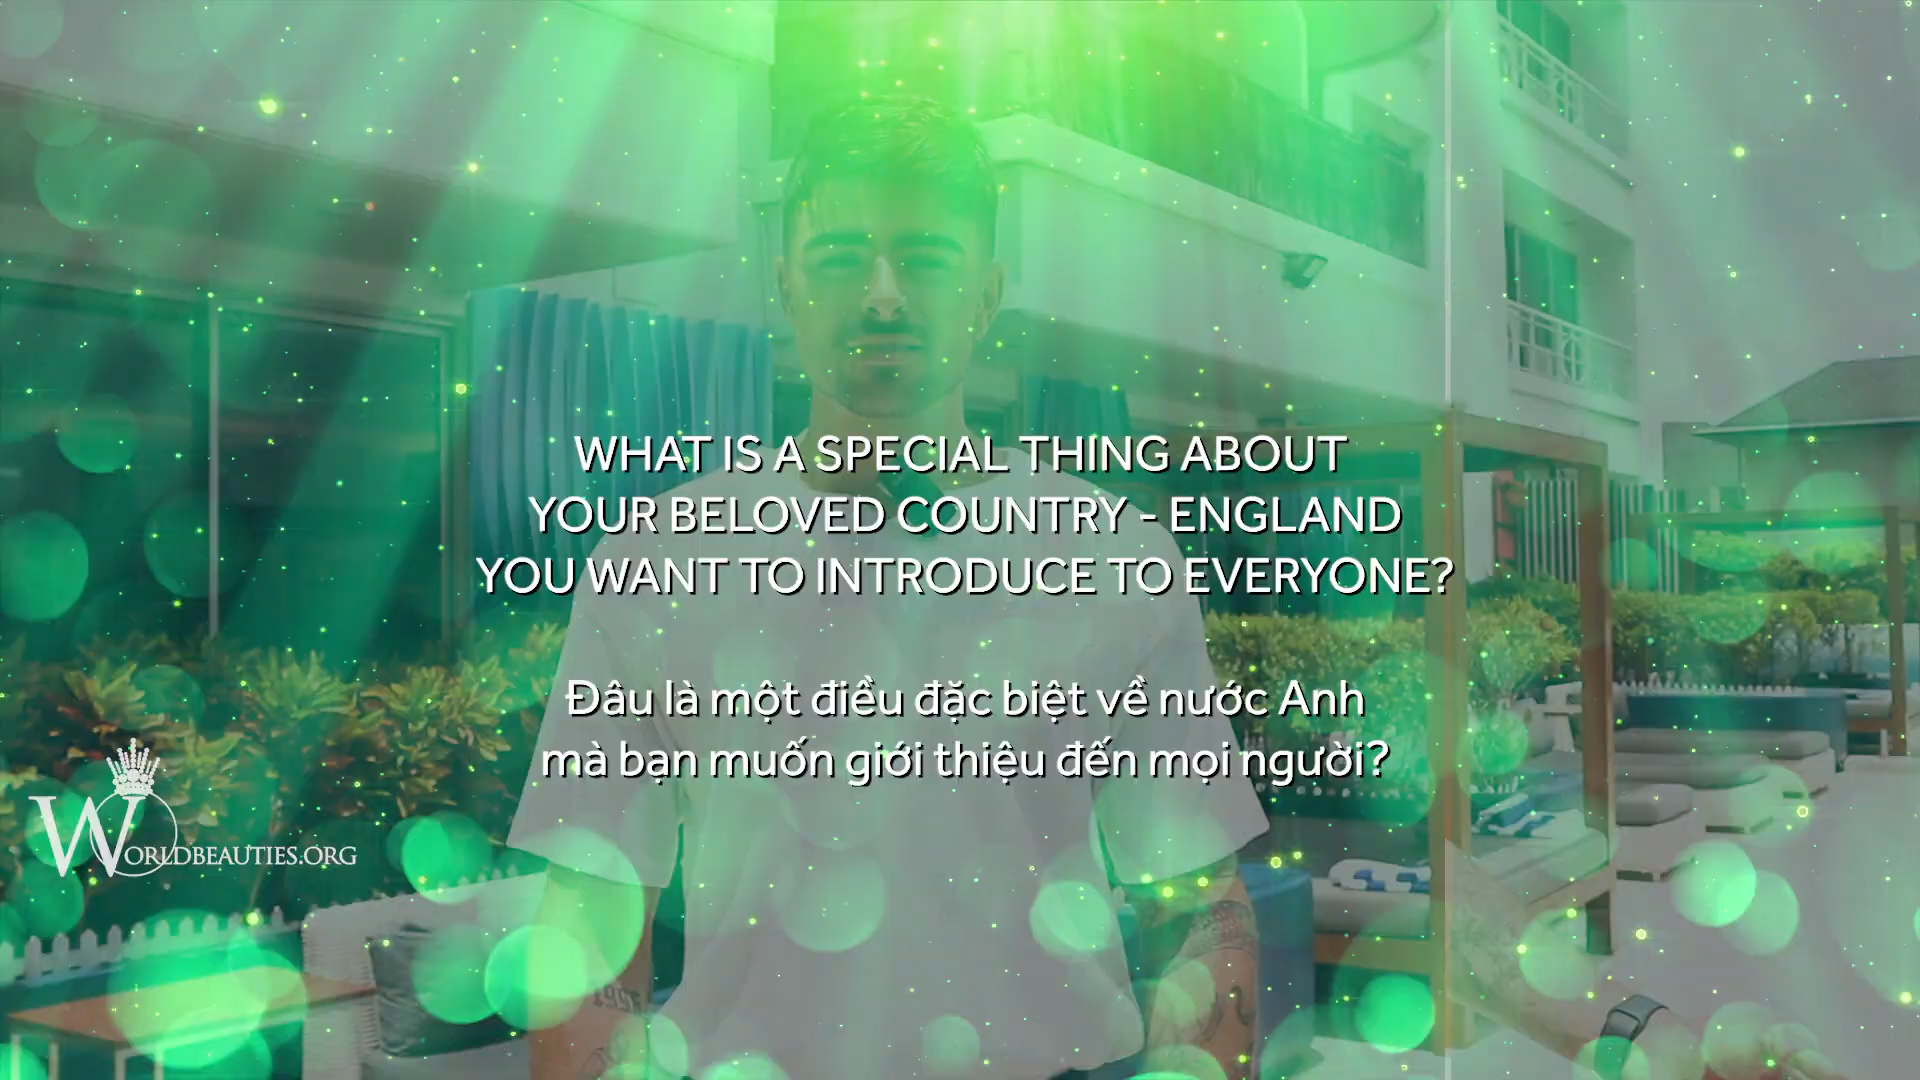 WHAT IS A SPECIAL THING ABOUT
YOUR BELOVED COUNTRY - ENGLAND
YOU WANT TO INTRODUCE TO EVERYONE?
Đâu là một điều đặc biệt về nước Anh
mà bạn muốn giới thiệu đến mọi người?
WORLDBEAUTIES.ORG